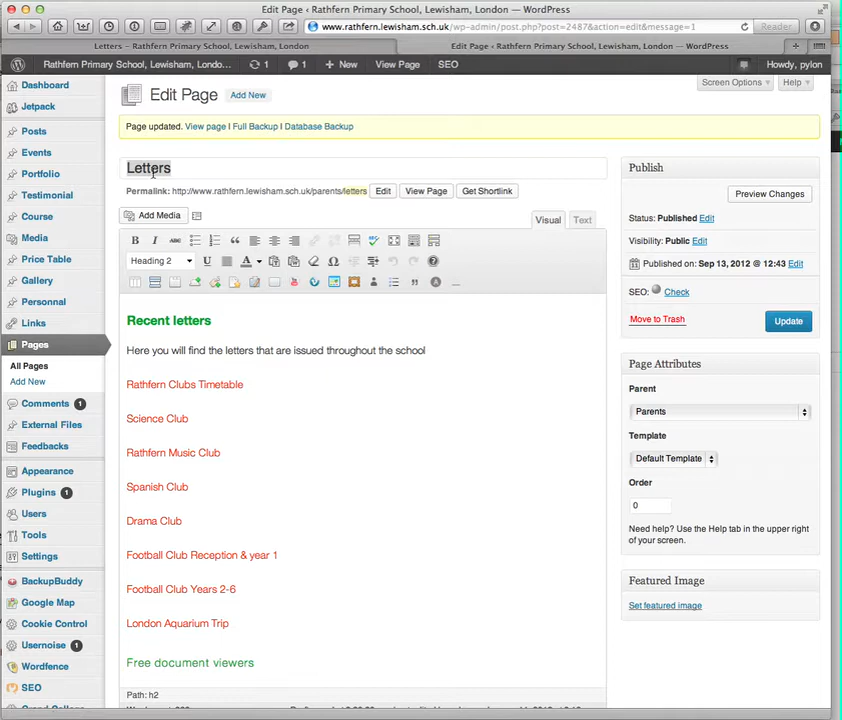 Edit Page ‹ Rathfern Primary School, Lewisham, London — WordPress
www.rathfern.lewisham.sch.uk/wp-admin/post.php?post=2487&action=edit&message=1
Reader
Letters – Rathfern Primary School, Lewisham, London
Edit Page ‹ Rathfern Primary School, Lewisham, London — WordPress
Rathfern Primary School, Lewisham, Londo... 1 1 + New View Page SEO Howdy, pylon
Screen Options Help
Dashboard
Jetpack
Posts
Events
Portfolio
Testimonial
Course
Media
Price Table
Gallery
Personnal
Links
Pages
All Pages
Add New
Comments 1
External Files
Feedbacks
Appearance
Plugins 1
Users
Tools
Settings
BackupBuddy
Google Map
Cookie Control
Usernoise 1
Wordfence
SEO
Edit Page Add New
Page updated. View page | Full Backup | Database Backup
Letters
Permalink: http://www.rathfern.lewisham.sch.uk/parents/letters Edit View Page Get Shortlink
Add Media
Visual Text
B I ABC
Heading 2 U A Ω
Recent letters
Here you will find the letters that are issued throughout the school
Rathfern Clubs Timetable
Science Club
Rathfern Music Club
Spanish Club
Drama Club
Football Club Reception & year 1
Football Club Years 2-6
London Aquarium Trip
Free document viewers
Path: h2
Publish
Preview Changes
Status: Published Edit
Visibility: Public Edit
Published on: Sep 13, 2012 @ 12:43 Edit
SEO: Check
Move to Trash Update
Page Attributes
Parent
Parents
Template
Default Template
Order
0
Need help? Use the Help tab in the upper right
of your screen.
Featured Image
Set featured image